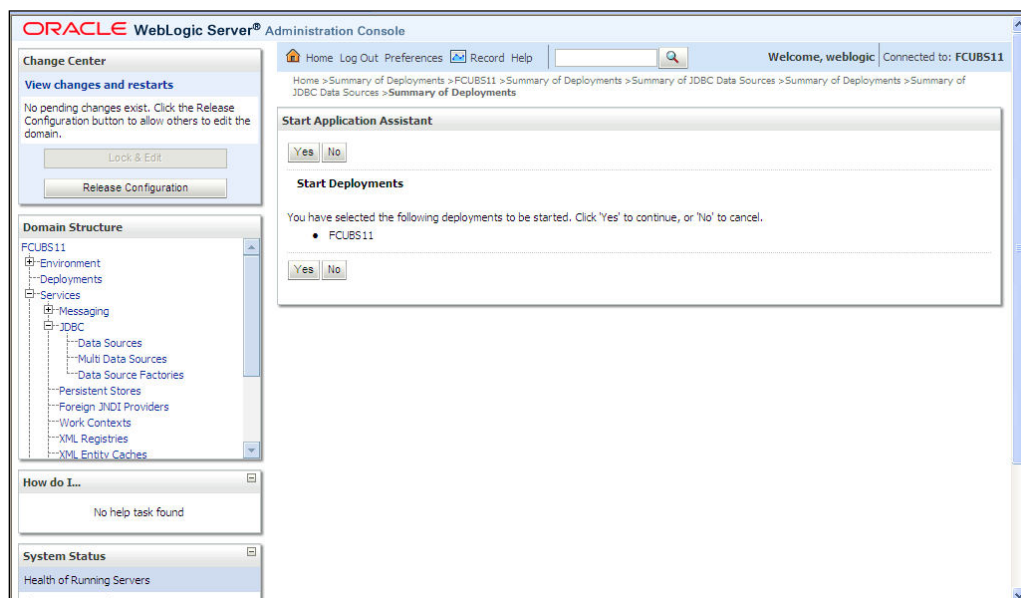 ORACLE WebLogic Server® Administration Console
Change Center
View changes and restarts
No pending changes exist. Click the Release
Configuration button to allow others to edit the
domain.
Lock & Edit
Release Configuration
Domain Structure
FCUBS11
Environment
Deployments
Services
Messaging
JDBC
Data Sources
Multi Data Sources
Data Source Factories
Persistent Stores
Foreign JNDI Providers
Work Contexts
XML Registries
XML Entity Caches
How do I...
No help task found
System Status
Health of Running Servers
Home Log Out Preferences Record Help
Welcome, weblogic Connected to: FCUBS11
Home >Summary of Deployments >FCUBS11 >Summary of Deployments >Summary of JDBC Data Sources >Summary of Deployments >Summary of
JDBC Data Sources >Summary of Deployments
Start Application Assistant
Yes No
Start Deployments
You have selected the following deployments to be started. Click 'Yes' to continue, or 'No' to cancel.
• FCUBS11
Yes No